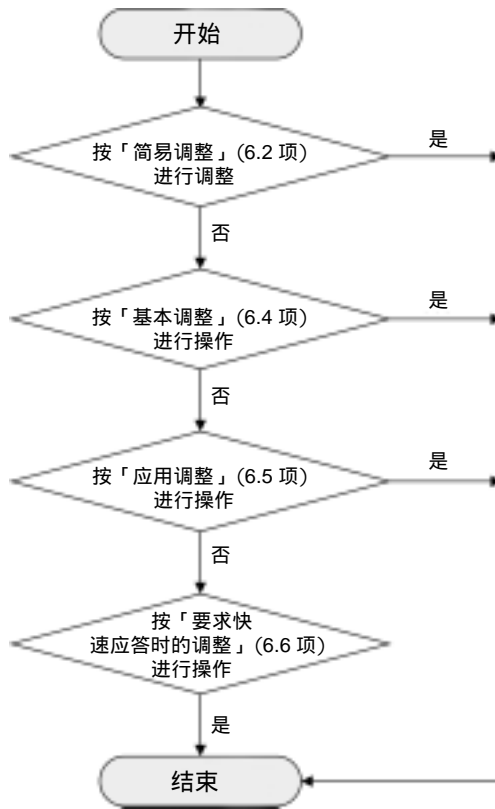 开始
按「简易调整」(6.2 项)
进行调整
是
否
按「基本调整」(6.4 项)
进行操作
是
否
按「应用调整」(6.5 项)
进行操作
是
否
按「要求快
速应答时的调整」(6.6 项)
进行操作
是
结束